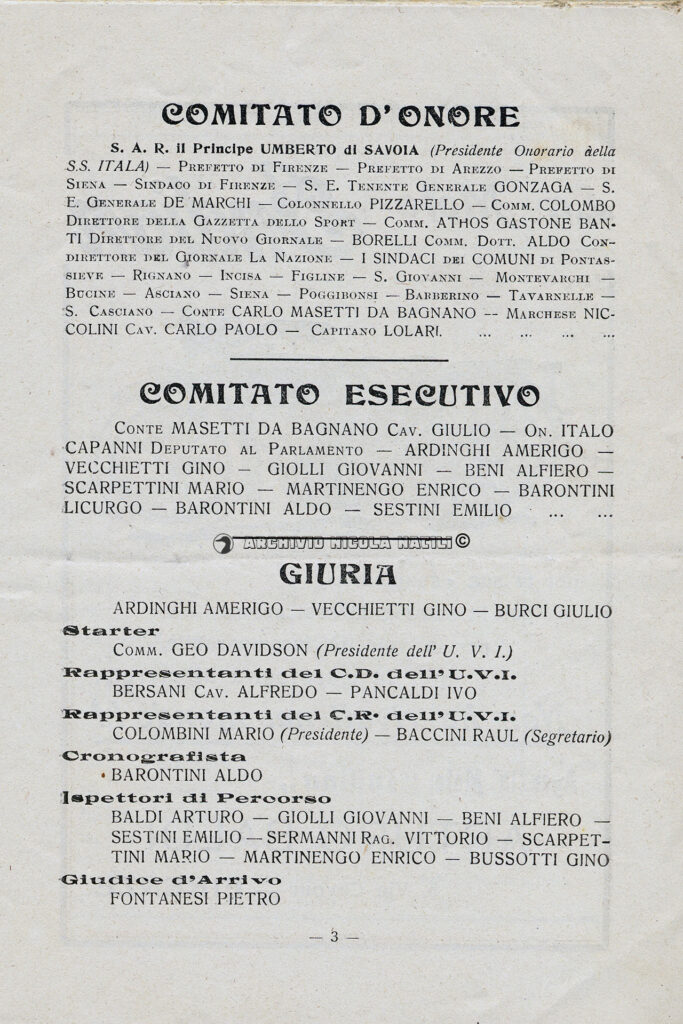 COMITATO D'ONORE
S. A. R. il Principe UMBERTO di SAVOIA (Presidente Onorario della
S.S. ITALA) — Prefetto di Firenze — Prefetto di Arezzo — Prefetto di
Siena — Sindaco di Firenze — S. E. Tenente Generale GONZAGA — S.
E. Generale DE MARCHI — Colonnello PIZZARELLO — Comm. COLOMBO
Direttore della Gazzetta dello Sport — Comm. ATHOS GASTONE BAN-
TI Direttore del Nuovo Giornale — BORELLI Comm. Dott. ALDO Con-
direttore del Giornale La Nazione — I SINDACI dei COMUNI di Pontas-
sieve — Rignano — Incisa — Figline — S. Giovanni — Montevarchi —
Bucine — Asciano — Siena — Poggibonsi — Barberino — Tavarnelle —
S. Casciano — Conte CARLO MASETTI DA BAGNANO -- Marchese NIC-
COLINI Cav. CARLO PAOLO — Capitano LOLARI. ... ... ... ...
COMITATO ESECUTIVO
Conte MASETTI DA BAGNANO Cav. GIULIO — On. ITALO
CAPANNI Deputato al Parlamento — ARDINGHI AMERIGO —
VECCHIETTI GINO — GIOLLI GIOVANNI — BENI ALFIERO —
SCARPETTINI MARIO — MARTINENGO ENRICO — BARONTINI
LICURGO — BARONTINI ALDO — SESTINI EMILIO ... ...
ARCHIVIO NICOLA NATILI ©
GIURIA
ARDINGHI AMERIGO — VECCHIETTI GINO — BURCI GIULIO
Starter
Comm. GEO DAVIDSON (Presidente dell' U. V. I.)
Rappresentanti del C.D. dell'U.V.I.
BERSANI Cav. ALFREDO — PANCALDI IVO
Rappresentanti del C.R. dell'U.V.I.
COLOMBINI MARIO (Presidente) — BACCINI RAUL (Segretario)
Cronografista
BARONTINI ALDO
Ispettori di Percorso
BALDI ARTURO — GIOLLI GIOVANNI — BENI ALFIERO —
SESTINI EMILIO — SERMANNI Rag. VITTORIO — SCARPET-
TINI MARIO — MARTINENGO ENRICO — BUSSOTTI GINO
Giudice d'Arrivo
FONTANESI PIETRO
— 3 —